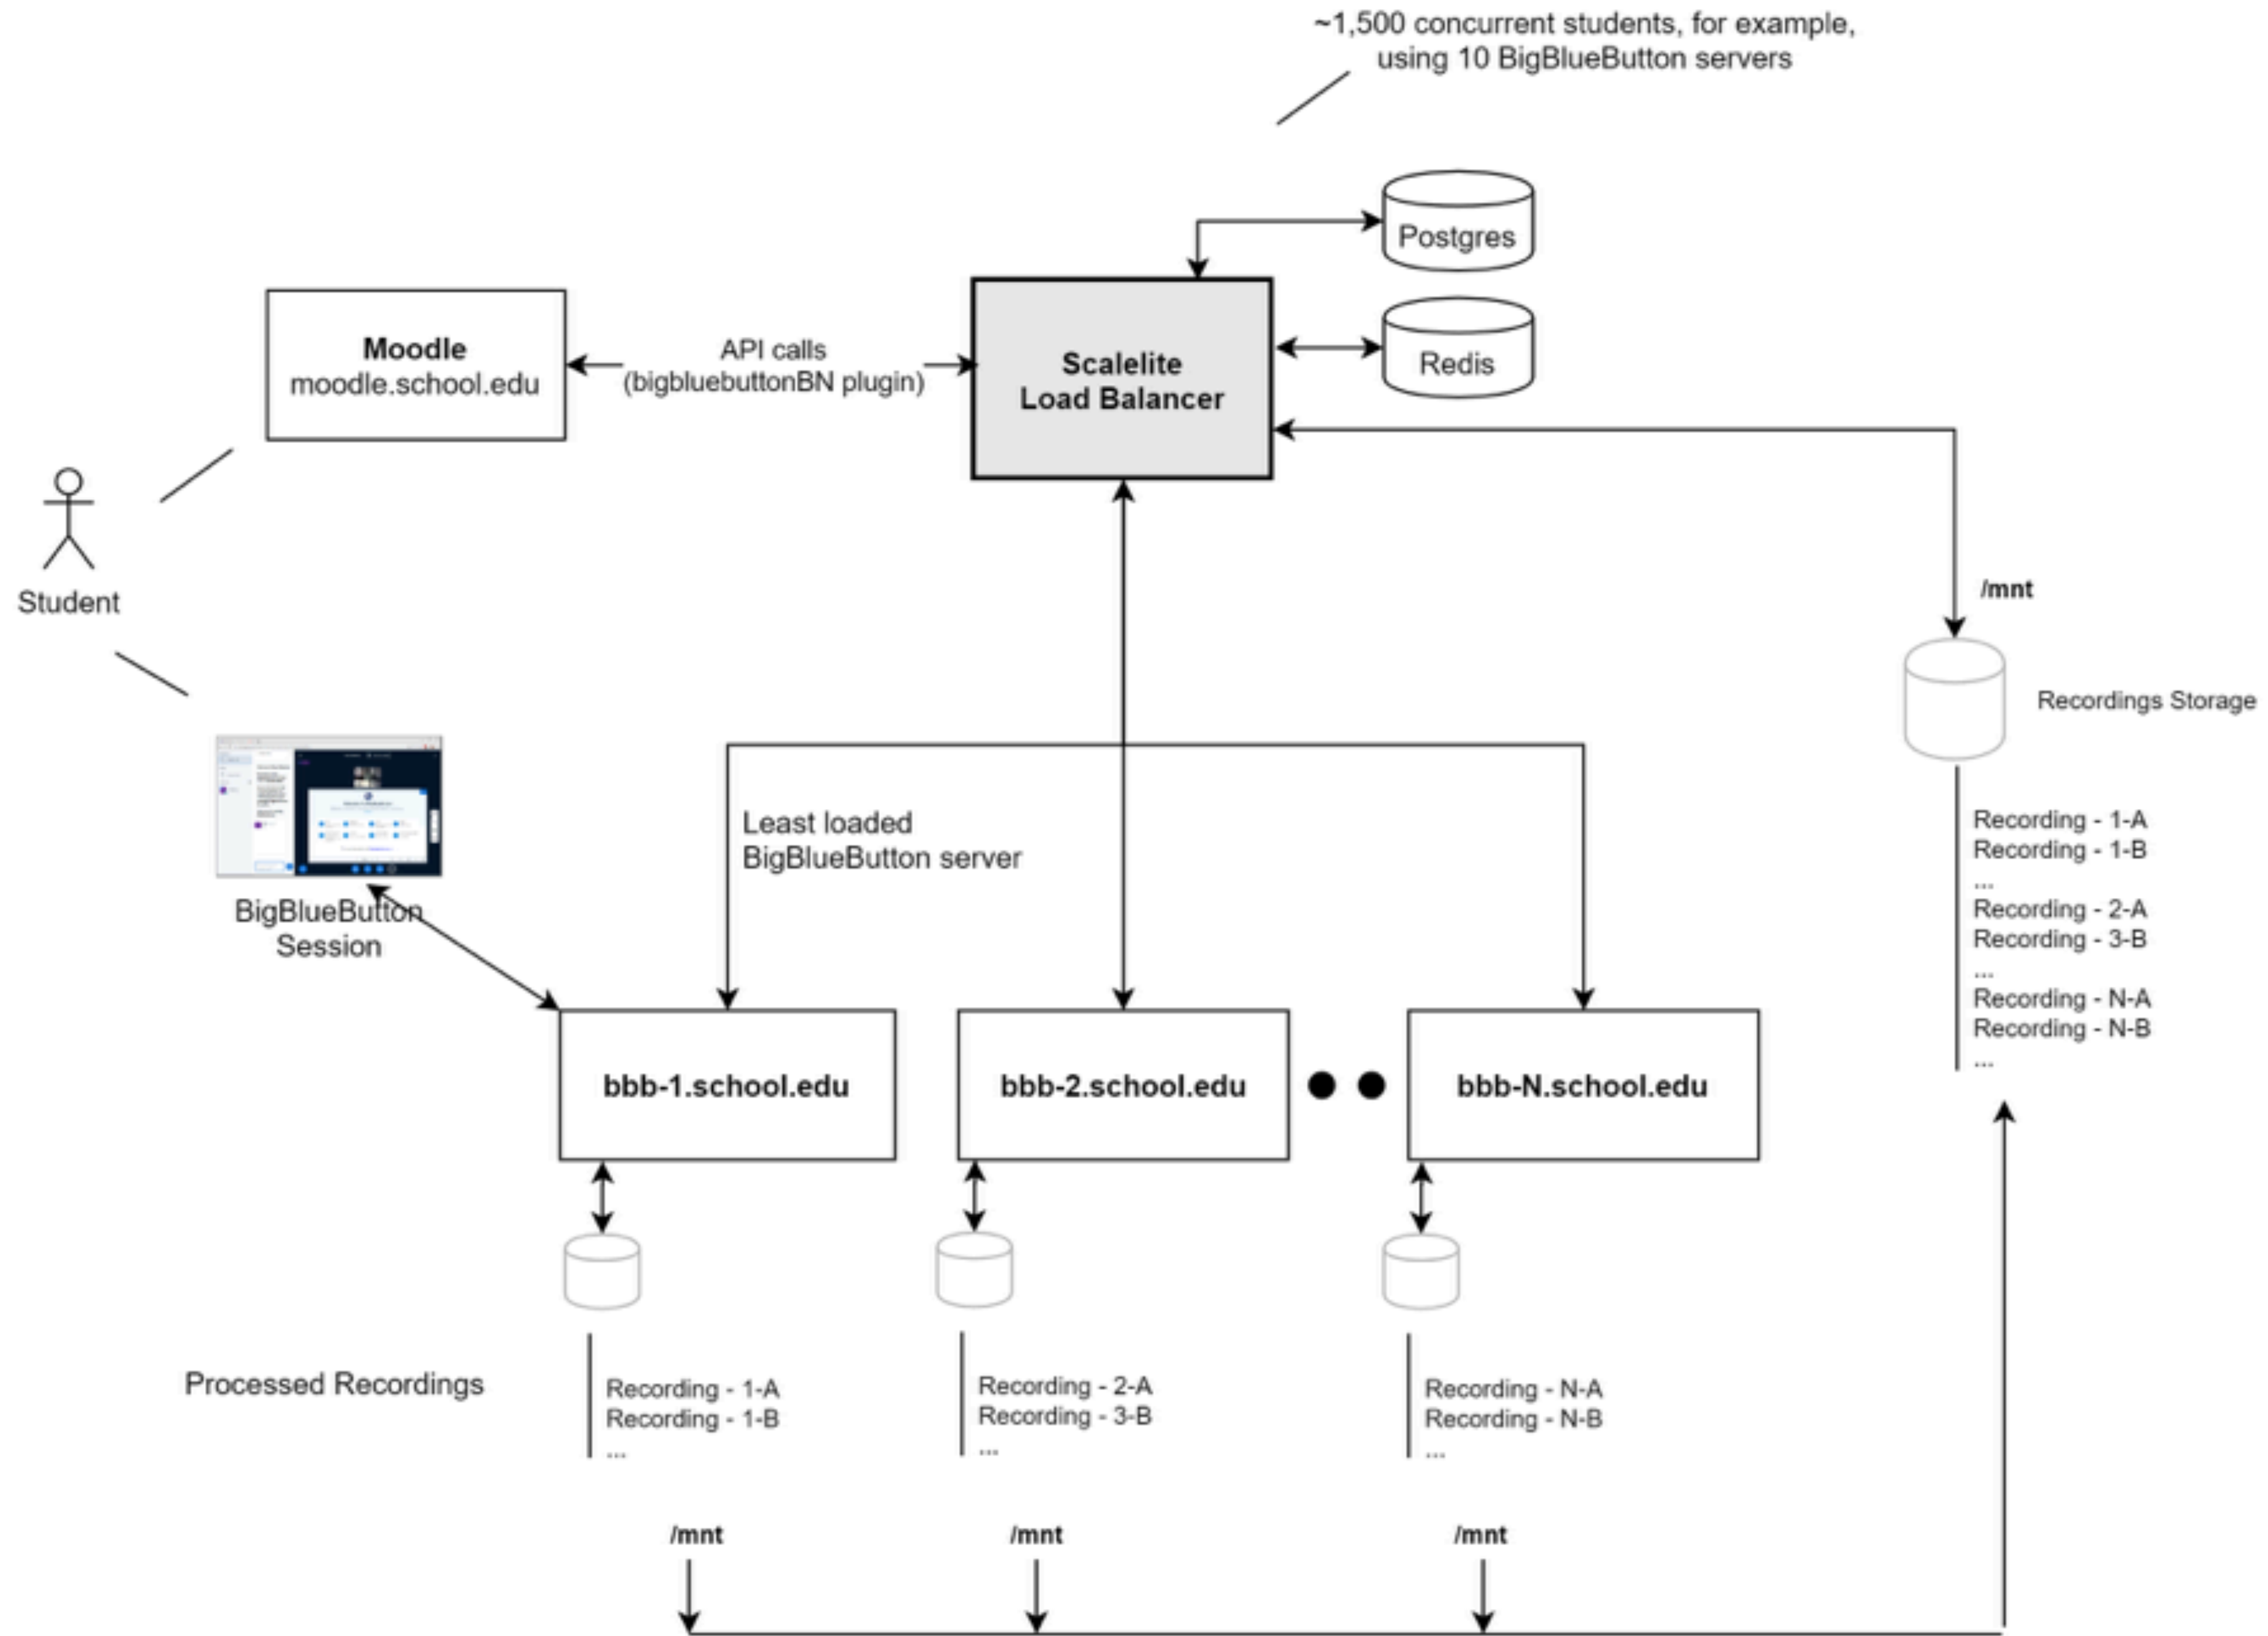 ~1,500 concurrent students, for example,
using 10 BigBlueButton servers
Postgres
Redis
Moodle
moodle.school.edu
API calls
(bigbluebuttonBN plugin)
Scalelite
Load Balancer
Student
/mnt
Recordings Storage
Recording - 1-A
Recording - 1-B
...
Recording - 2-A
Recording - 3-B
...
Recording - N-A
Recording - N-B
...
Least loaded
BigBlueButton server
BigBlueButton
Session
bbb-1.school.edu
bbb-2.school.edu
bbb-N.school.edu
Processed Recordings
Recording - 1-A
Recording - 1-B
...
Recording - 2-A
Recording - 3-B
...
Recording - N-A
Recording - N-B
...
/mnt
/mnt
/mnt